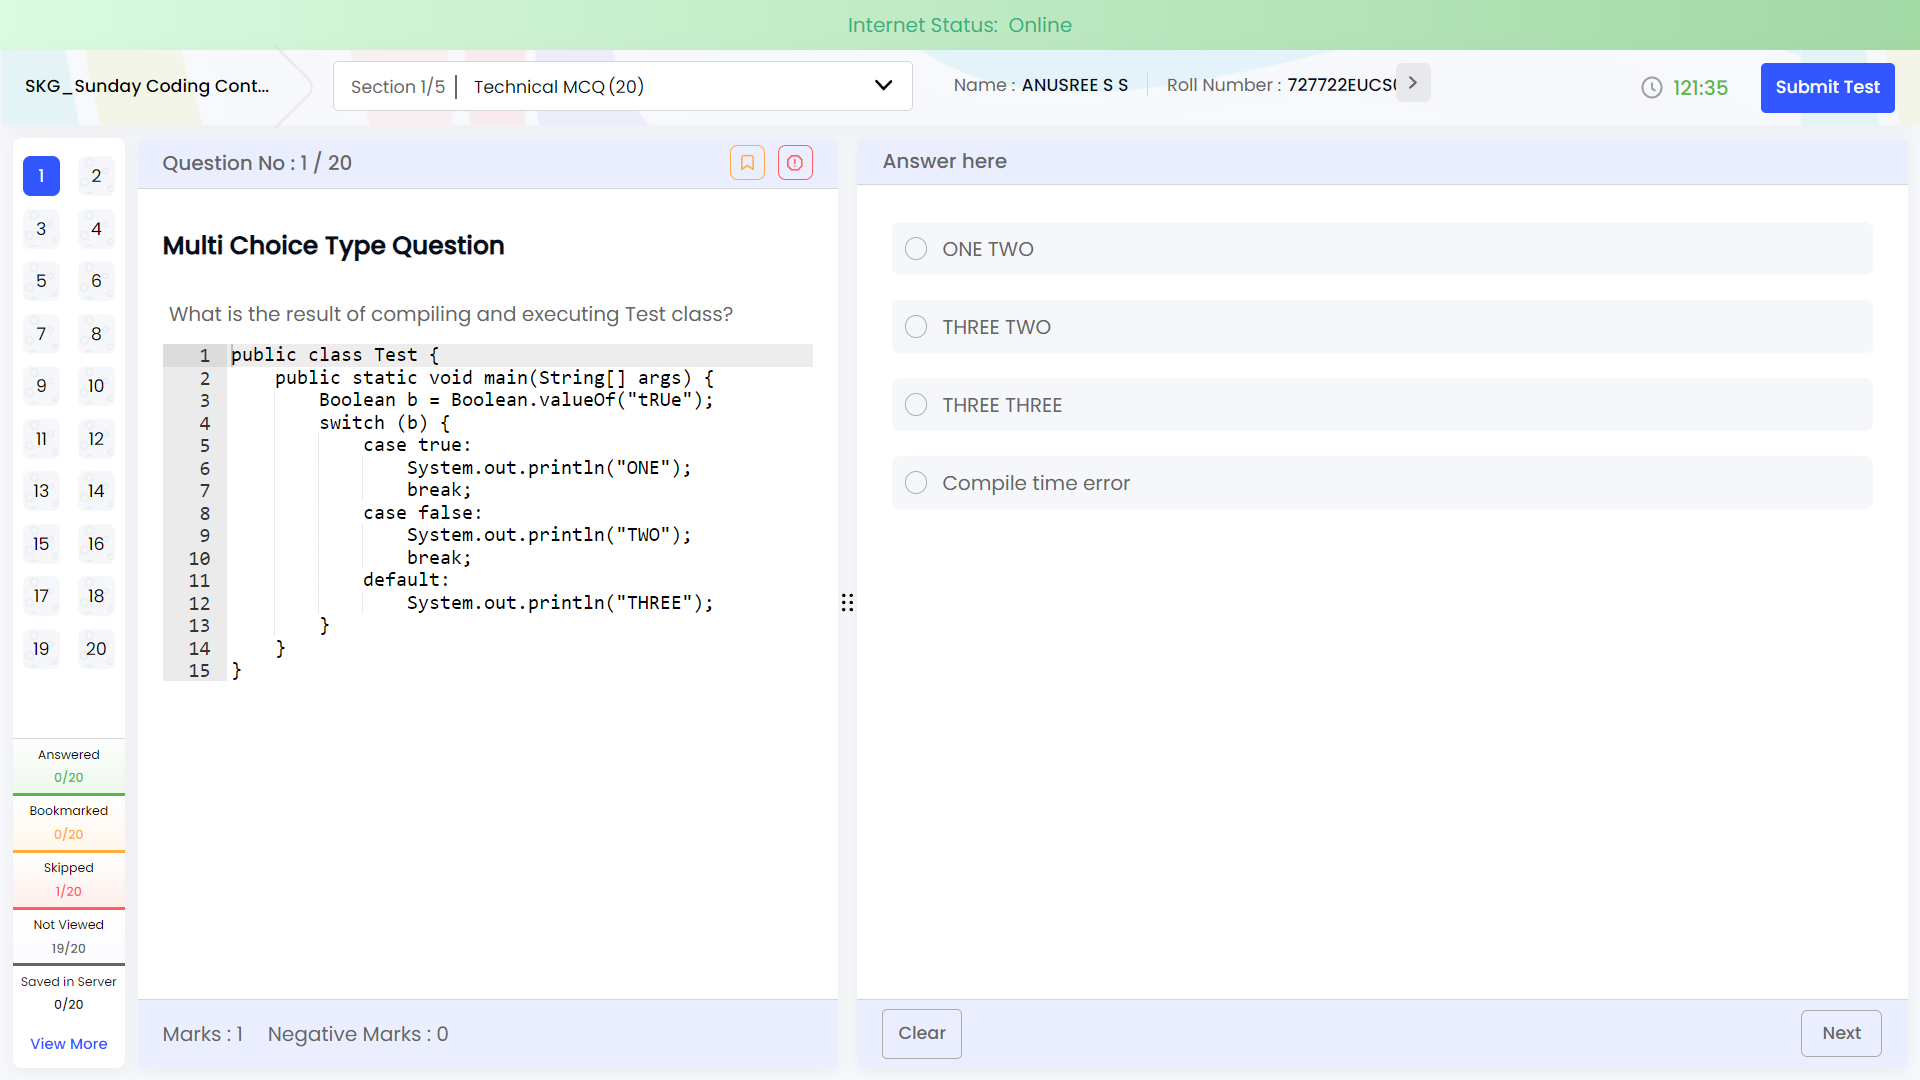 Internet Status: Online
SKG_Sunday Coding Cont...
Section 1/5 | Technical MCQ (20)
Name : ANUSREE S S
Roll Number : 727722EUCS
121:35
Submit Test
1 2
3 4
5 6
7 8
9 10
11 12
13 14
15 16
17 18
19 20
Answered
0/20
Bookmarked
0/20
Skipped
1/20
Not Viewed
19/20
Saved in Server
0/20
View More
Question No : 1 / 20
Multi Choice Type Question
What is the result of compiling and executing Test class?
1 public class Test {
2     public static void main(String[] args) {
3         Boolean b = Boolean.valueOf("tRUe");
4         switch (b) {
5             case true:
6                 System.out.println("ONE");
7                 break;
8             case false:
9                 System.out.println("TWO");
10                 break;
11             default:
12                 System.out.println("THREE");
13         }
14     }
15 }
Marks : 1 Negative Marks : 0
Answer here
ONE TWO
THREE TWO
THREE THREE
Compile time error
Clear
Next